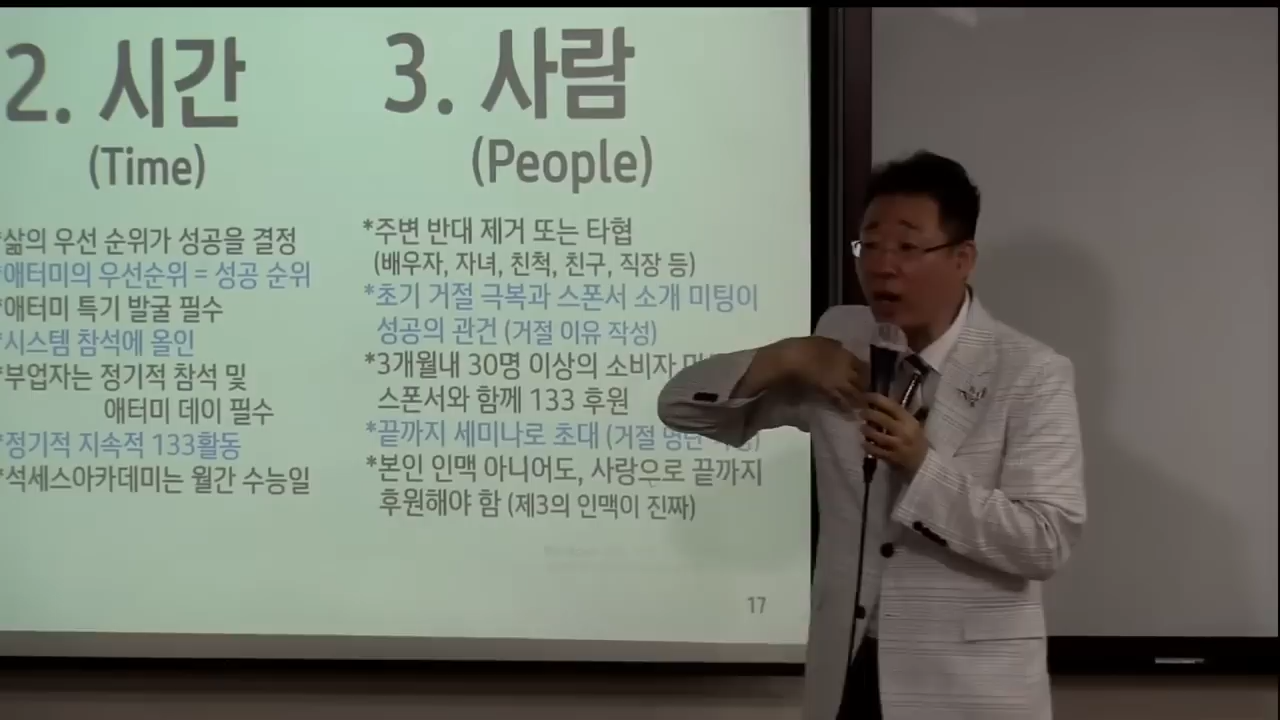 2. 시간
(Time)
*삶의 우선 순위가 성공을 결정
*애터미의 우선순위 = 성공 순위
*애터미 특기 발굴 필수
*시스템 참석에 올인
*부업자는 정기적 참석 및
애터미 데이 필수
*정기적 지속적 133활동
*석세스아카데미는 월간 수능일
3. 사람
(People)
*주변 반대 제거 또는 타협
(배우자, 자녀, 친척, 친구, 직장 등)
*초기 거절 극복과 스폰서 소개 미팅이
성공의 관건 (거절 이유 작성)
*3개월내 30명 이상의 소비자
스폰서와 함께 133 후원
*끝까지 세미나로 초대 (거절
*본인 인맥 아니어도, 사랑으로 끝까지
후원해야 함 (제3의 인맥이 진짜)
17